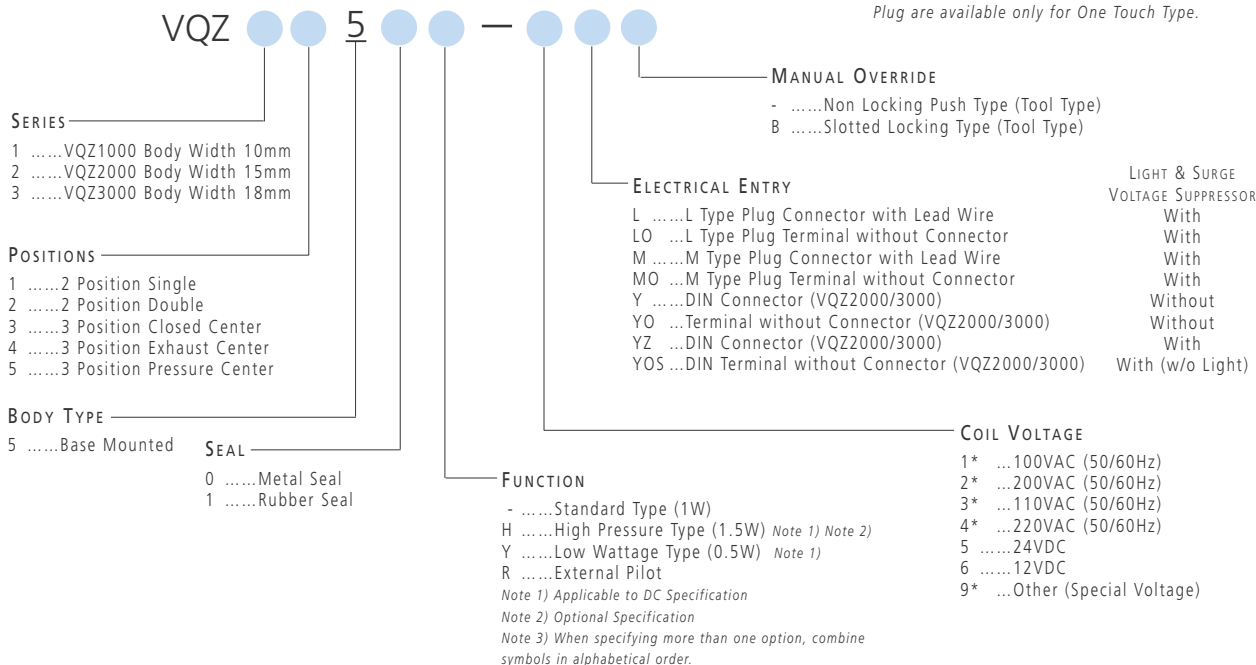 Plug are available only for One Touch Type.
VQZ 5 –
MANUAL OVERRIDE
- ......Non Locking Push Type (Tool Type)
B ......Slotted Locking Type (Tool Type)
SERIES
1 ......VQZ1000 Body Width 10mm
2 ......VQZ2000 Body Width 15mm
3 ......VQZ3000 Body Width 18mm
ELECTRICAL ENTRY
LIGHT & SURGE
VOLTAGE SUPPRESSOR
L ......L Type Plug Connector with Lead Wire With
LO ...L Type Plug Terminal without Connector With
M ......M Type Plug Connector with Lead Wire With
MO ...M Type Plug Terminal without Connector With
Y ......DIN Connector (VQZ2000/3000) Without
YO ...Terminal without Connector (VQZ2000/3000) Without
YZ ...DIN Connector (VQZ2000/3000) With
YOS ...DIN Terminal without Connector (VQZ2000/3000) With (w/o Light)
POSITIONS
1 ......2 Position Single
2 ......2 Position Double
3 ......3 Position Closed Center
4 ......3 Position Exhaust Center
5 ......3 Position Pressure Center
BODY TYPE
5 ......Base Mounted
SEAL
0 ......Metal Seal
1 ......Rubber Seal
FUNCTION
- ......Standard Type (1W)
H ......High Pressure Type (1.5W) Note 1) Note 2)
Y ......Low Wattage Type (0.5W) Note 1)
R ......External Pilot
Note 1) Applicable to DC Specification
Note 2) Optional Specification
Note 3) When specifying more than one option, combine
symbols in alphabetical order.
COIL VOLTAGE
1* ...100VAC (50/60Hz)
2* ...200VAC (50/60Hz)
3* ...110VAC (50/60Hz)
4* ...220VAC (50/60Hz)
5 ......24VDC
6 ......12VDC
9* ...Other (Special Voltage)